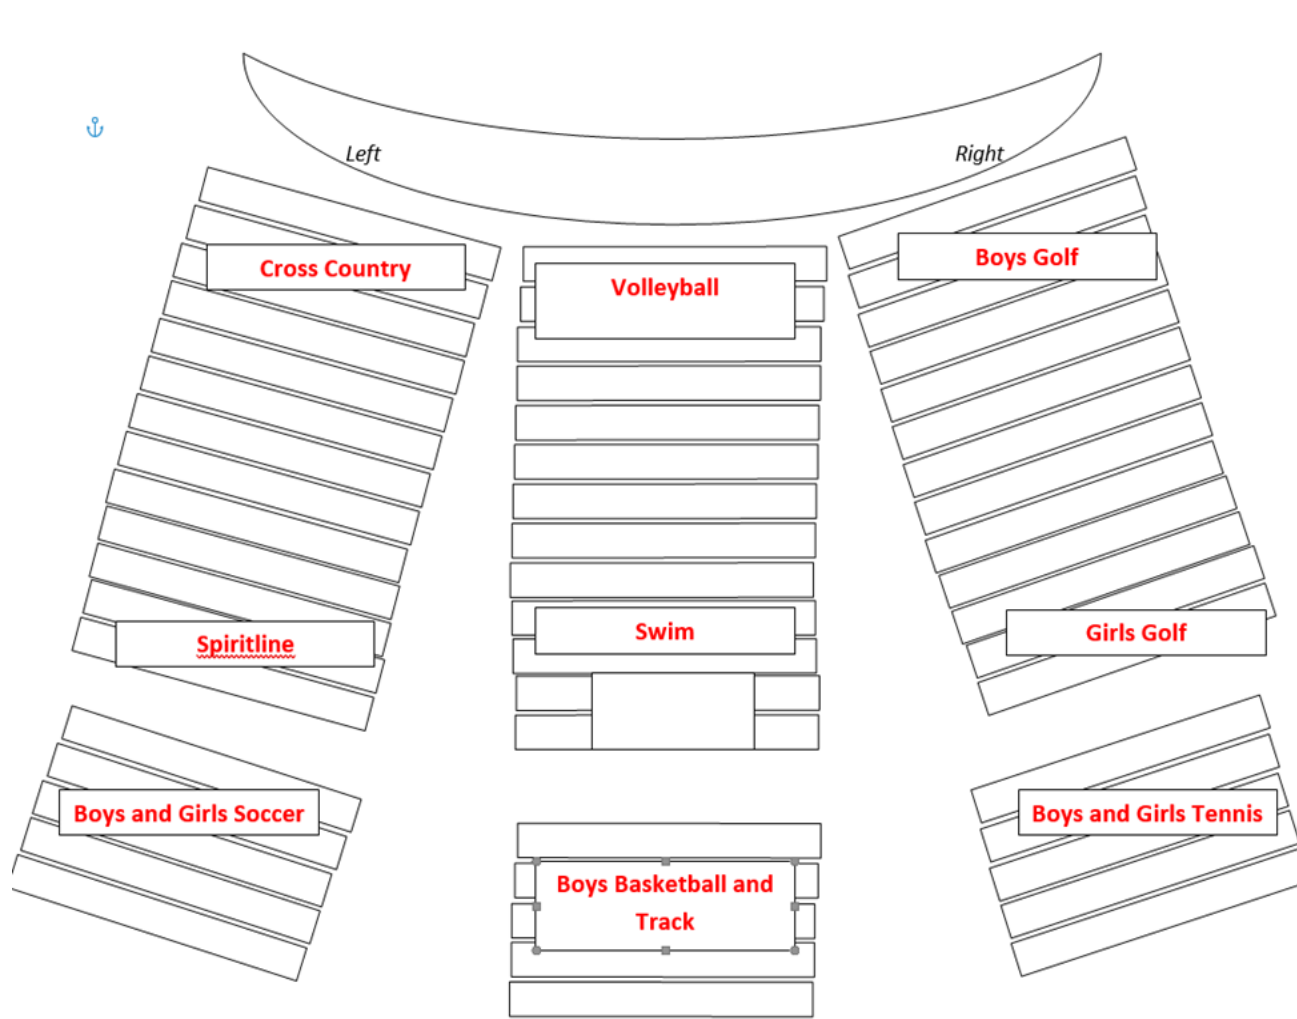 Left
Right
Cross Country
Volleyball
Boys Golf
Spiritline
Swim
Girls Golf
Boys and Girls Soccer
Boys and Girls Tennis
Boys Basketball and
Track